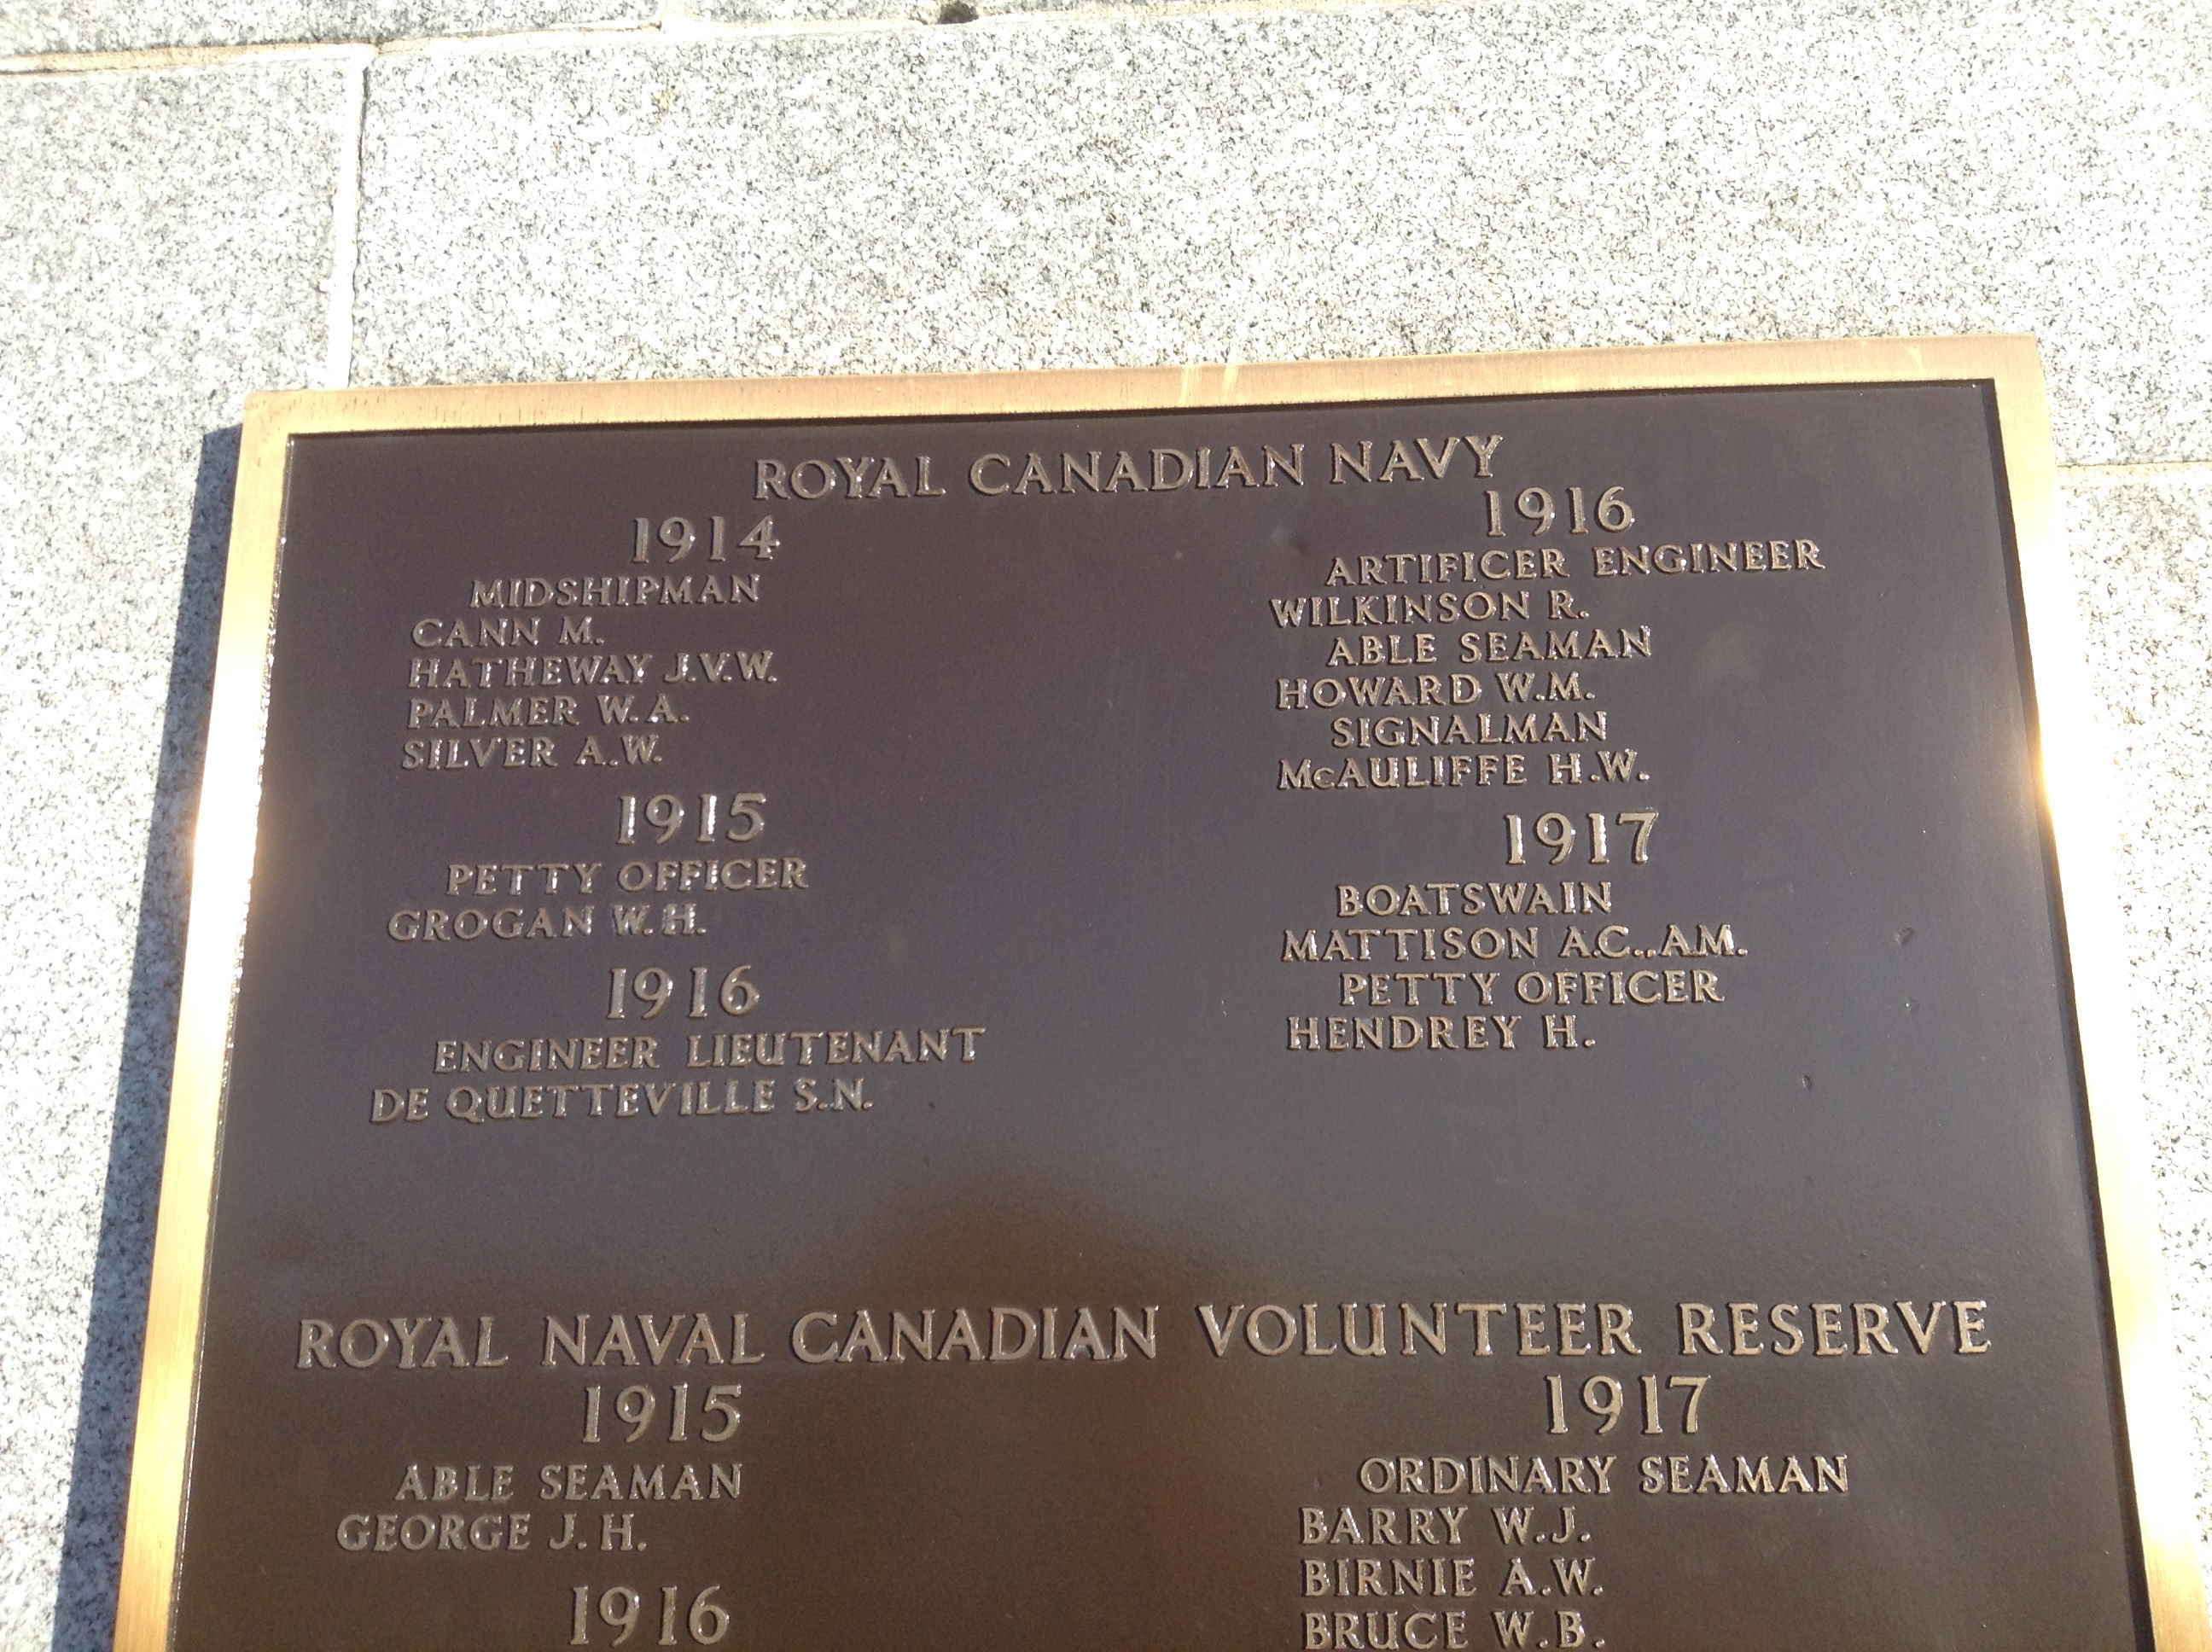 ROYAL CANADIAN NAVY
1914
MIDSHIPMAN
CANN M.
HATHEWAY J.V.W.
PALMER W.A.
SILVER A.W.
1915
PETTY OFFICER
GROGAN W.H.
1916
ENGINEER LIEUTENANT
DE QUETTEVILLE S.N.
1916
ARTIFICER ENGINEER
WILKINSON R.
ABLE SEAMAN
HOWARD W.M.
SIGNALMAN
McAULIFFE H.W.
1917
BOATSWAIN
MATTISON A.C.,A.M.
PETTY OFFICER
HENDREY H.
ROYAL NAVAL CANADIAN VOLUNTEER RESERVE
1915
ABLE SEAMAN
GEORGE J.H.
1916
1917
ORDINARY SEAMAN
BARRY W.J.
BIRNIE A.W.
BRUCE W.B.